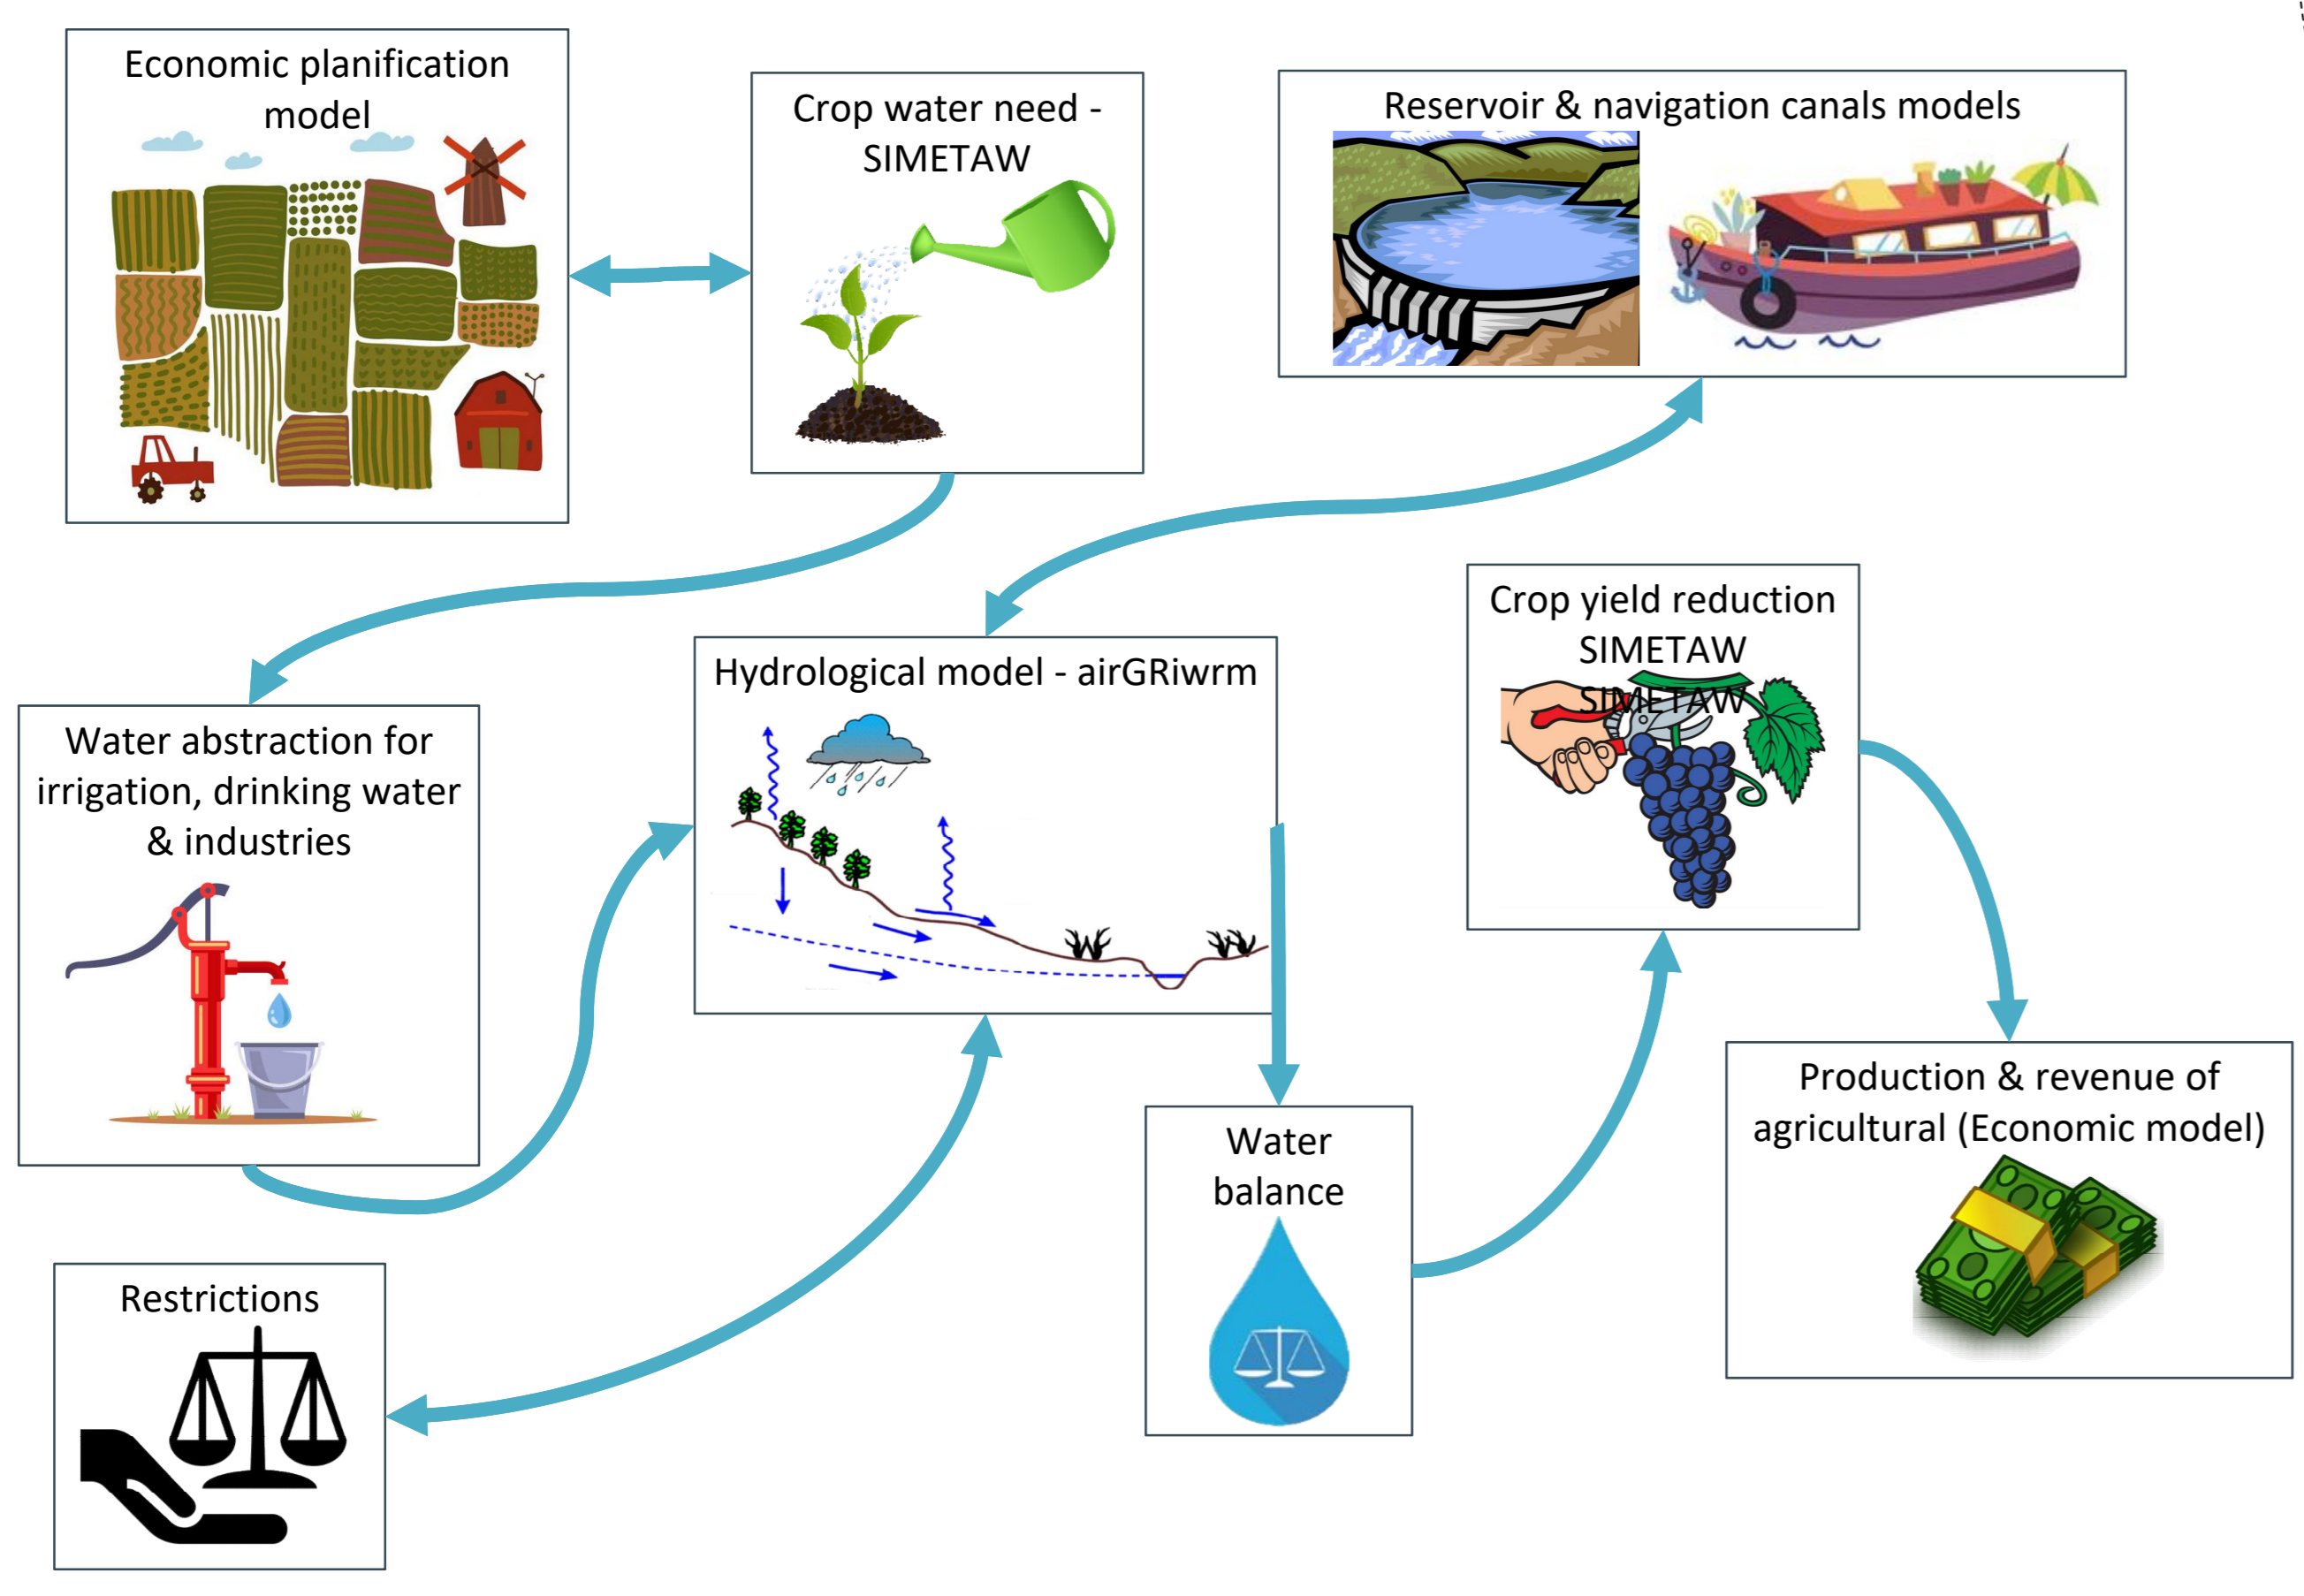 Economic planification
model
Crop water need -
SIMETAW
Reservoir & navigation canals models
Crop yield reduction
SIMETAW
SIMETAW
Hydrological model - airGRiwrm
Water abstraction for
irrigation, drinking water
& industries
Production & revenue of
agricultural (Economic model)
Water
balance
Restrictions